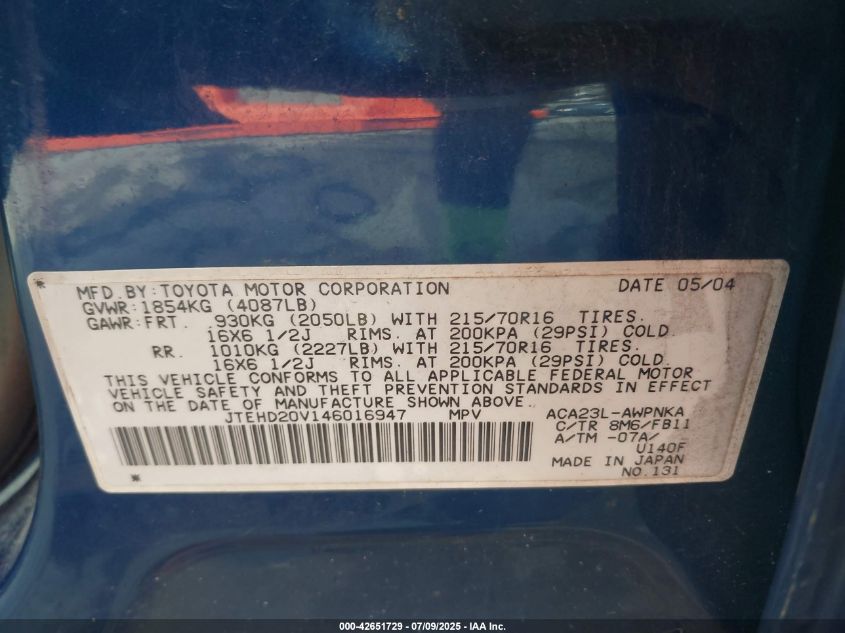 MFD. BY: TOYOTA MOTOR CORPORATION DATE 05/04
GVWR: 1854KG (4087LB)
GAWR: FRT. 930KG (2050LB) WITH 215/70R16 TIRES.
16X6 1/2J RIMS. AT 200KPA (29PSI) COLD.
RR. 1010KG (2227LB) WITH 215/70R16 TIRES.
16X6 1/2J RIMS. AT 200KPA (29PSI) COLD.
THIS VEHICLE CONFORMS TO ALL APPLICABLE FEDERAL MOTOR
VEHICLE SAFETY AND THEFT PREVENTION STANDARDS IN EFFECT
ON THE DATE OF MANUFACTURE SHOWN ABOVE.
JTEHD20V146016947 MPV ACA23L-AWPNKA
C/TR 8M6/FB11
A/TM -07A/
U140F
MADE IN JAPAN
NO.131
000-42651729 - 07/09/2025 - IAA Inc.